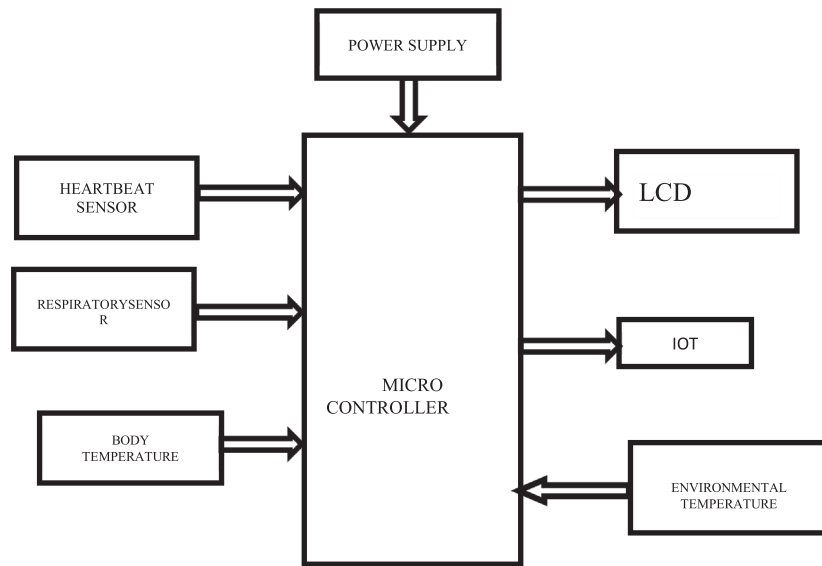 POWER SUPPLY
HEARTBEAT
SENSOR
LCD
RESPIRATORYSENSO
R
IOT
MICRO
CONTROLLER
BODY
TEMPERATURE
ENVIRONMENTAL
TEMPERATURE